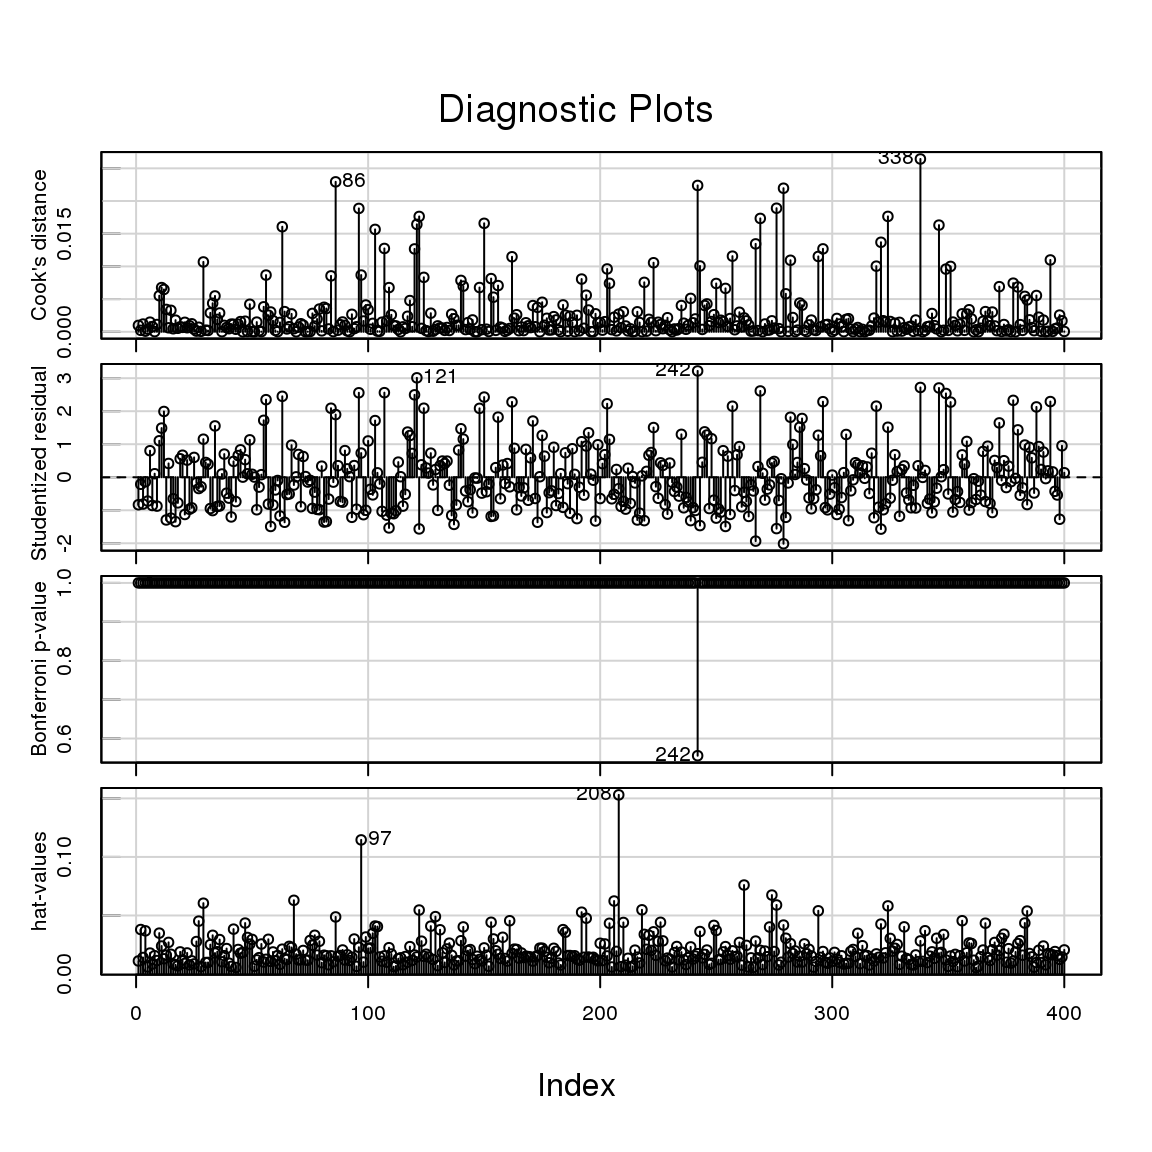 Diagnostic Plots
Cook's distance
0.015
0.000
86
338
Studentized residual
3
2
1
0
-2
121
242
Bonferroni p-value
1.0
0.8
0.6
242
hat-values
0.10
0.00
97
208
0 100 200 300 400
Index